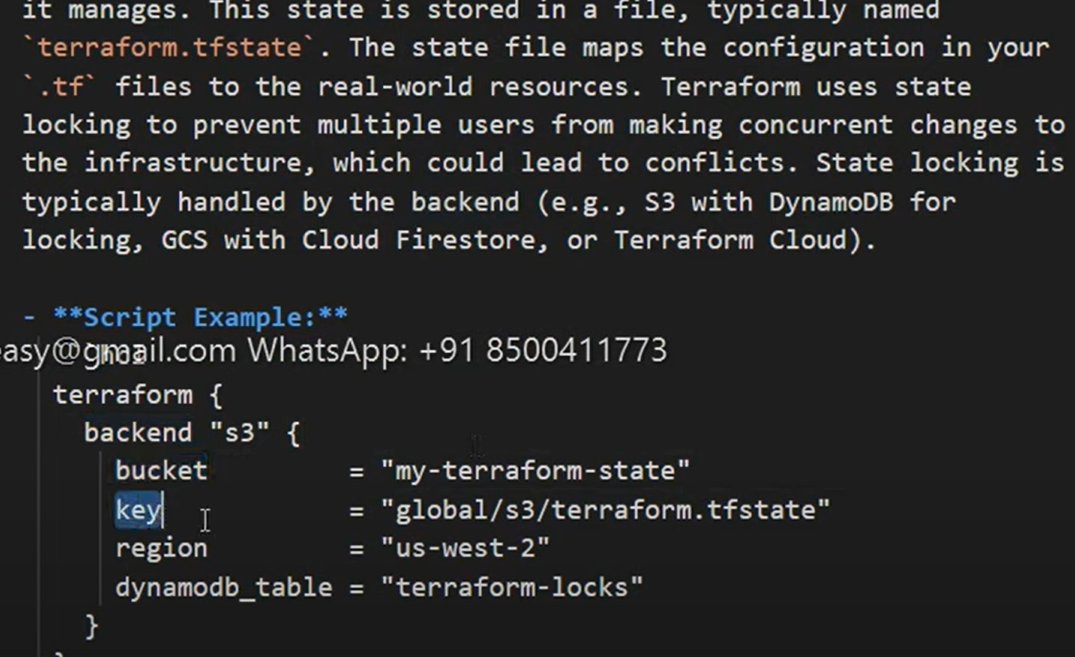 it manages. This state is stored in a file, typically named
`terraform.tfstate`. The state file maps the configuration in your
`.tf` files to the real-world resources. Terraform uses state
locking to prevent multiple users from making concurrent changes to
the infrastructure, which could lead to conflicts. State locking is
typically handled by the backend (e.g., S3 with DynamoDB for
locking, GCS with Cloud Firestore, or Terraform Cloud).
- **Script Example:**
easy@gmail.com WhatsApp: +91 8500411773
terraform {
backend "s3" {
bucket = "my-terraform-state"
key = "global/s3/terraform.tfstate"
region = "us-west-2"
dynamodb_table = "terraform-locks"
}